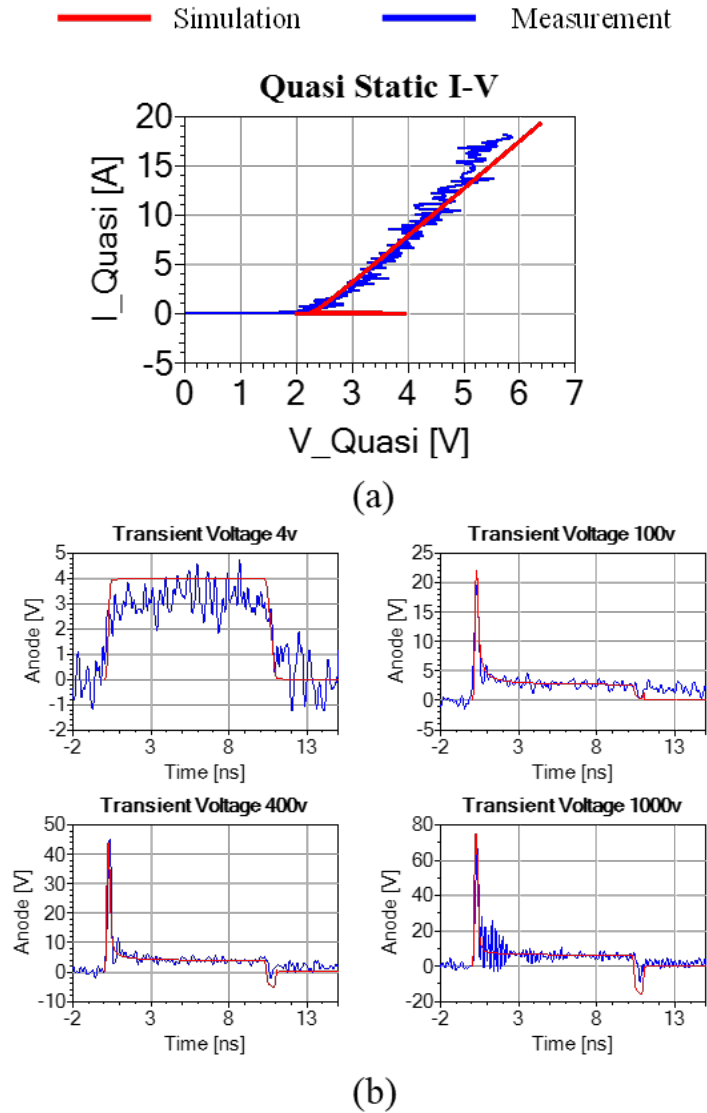 Simulation Measurement
Quasi Static I-V
20
15
10
5
0
-5
I_Quasi [A]
0 1 2 3 4 5 6 7
V_Quasi [V]
(a)
Transient Voltage 4v
5
4
3
2
1
0
-1
-2
Anode [V]
-2 3 8 13
Time [ns]
Transient Voltage 100v
25
20
15
10
5
0
-5
Anode [V]
-2 3 8 13
Time [ns]
Transient Voltage 400v
50
40
30
20
10
0
-10
Anode [V]
-2 3 8 13
Time [ns]
Transient Voltage 1000v
80
60
40
20
0
-20
Anode [V]
-2 3 8 13
Time [ns]
(b)